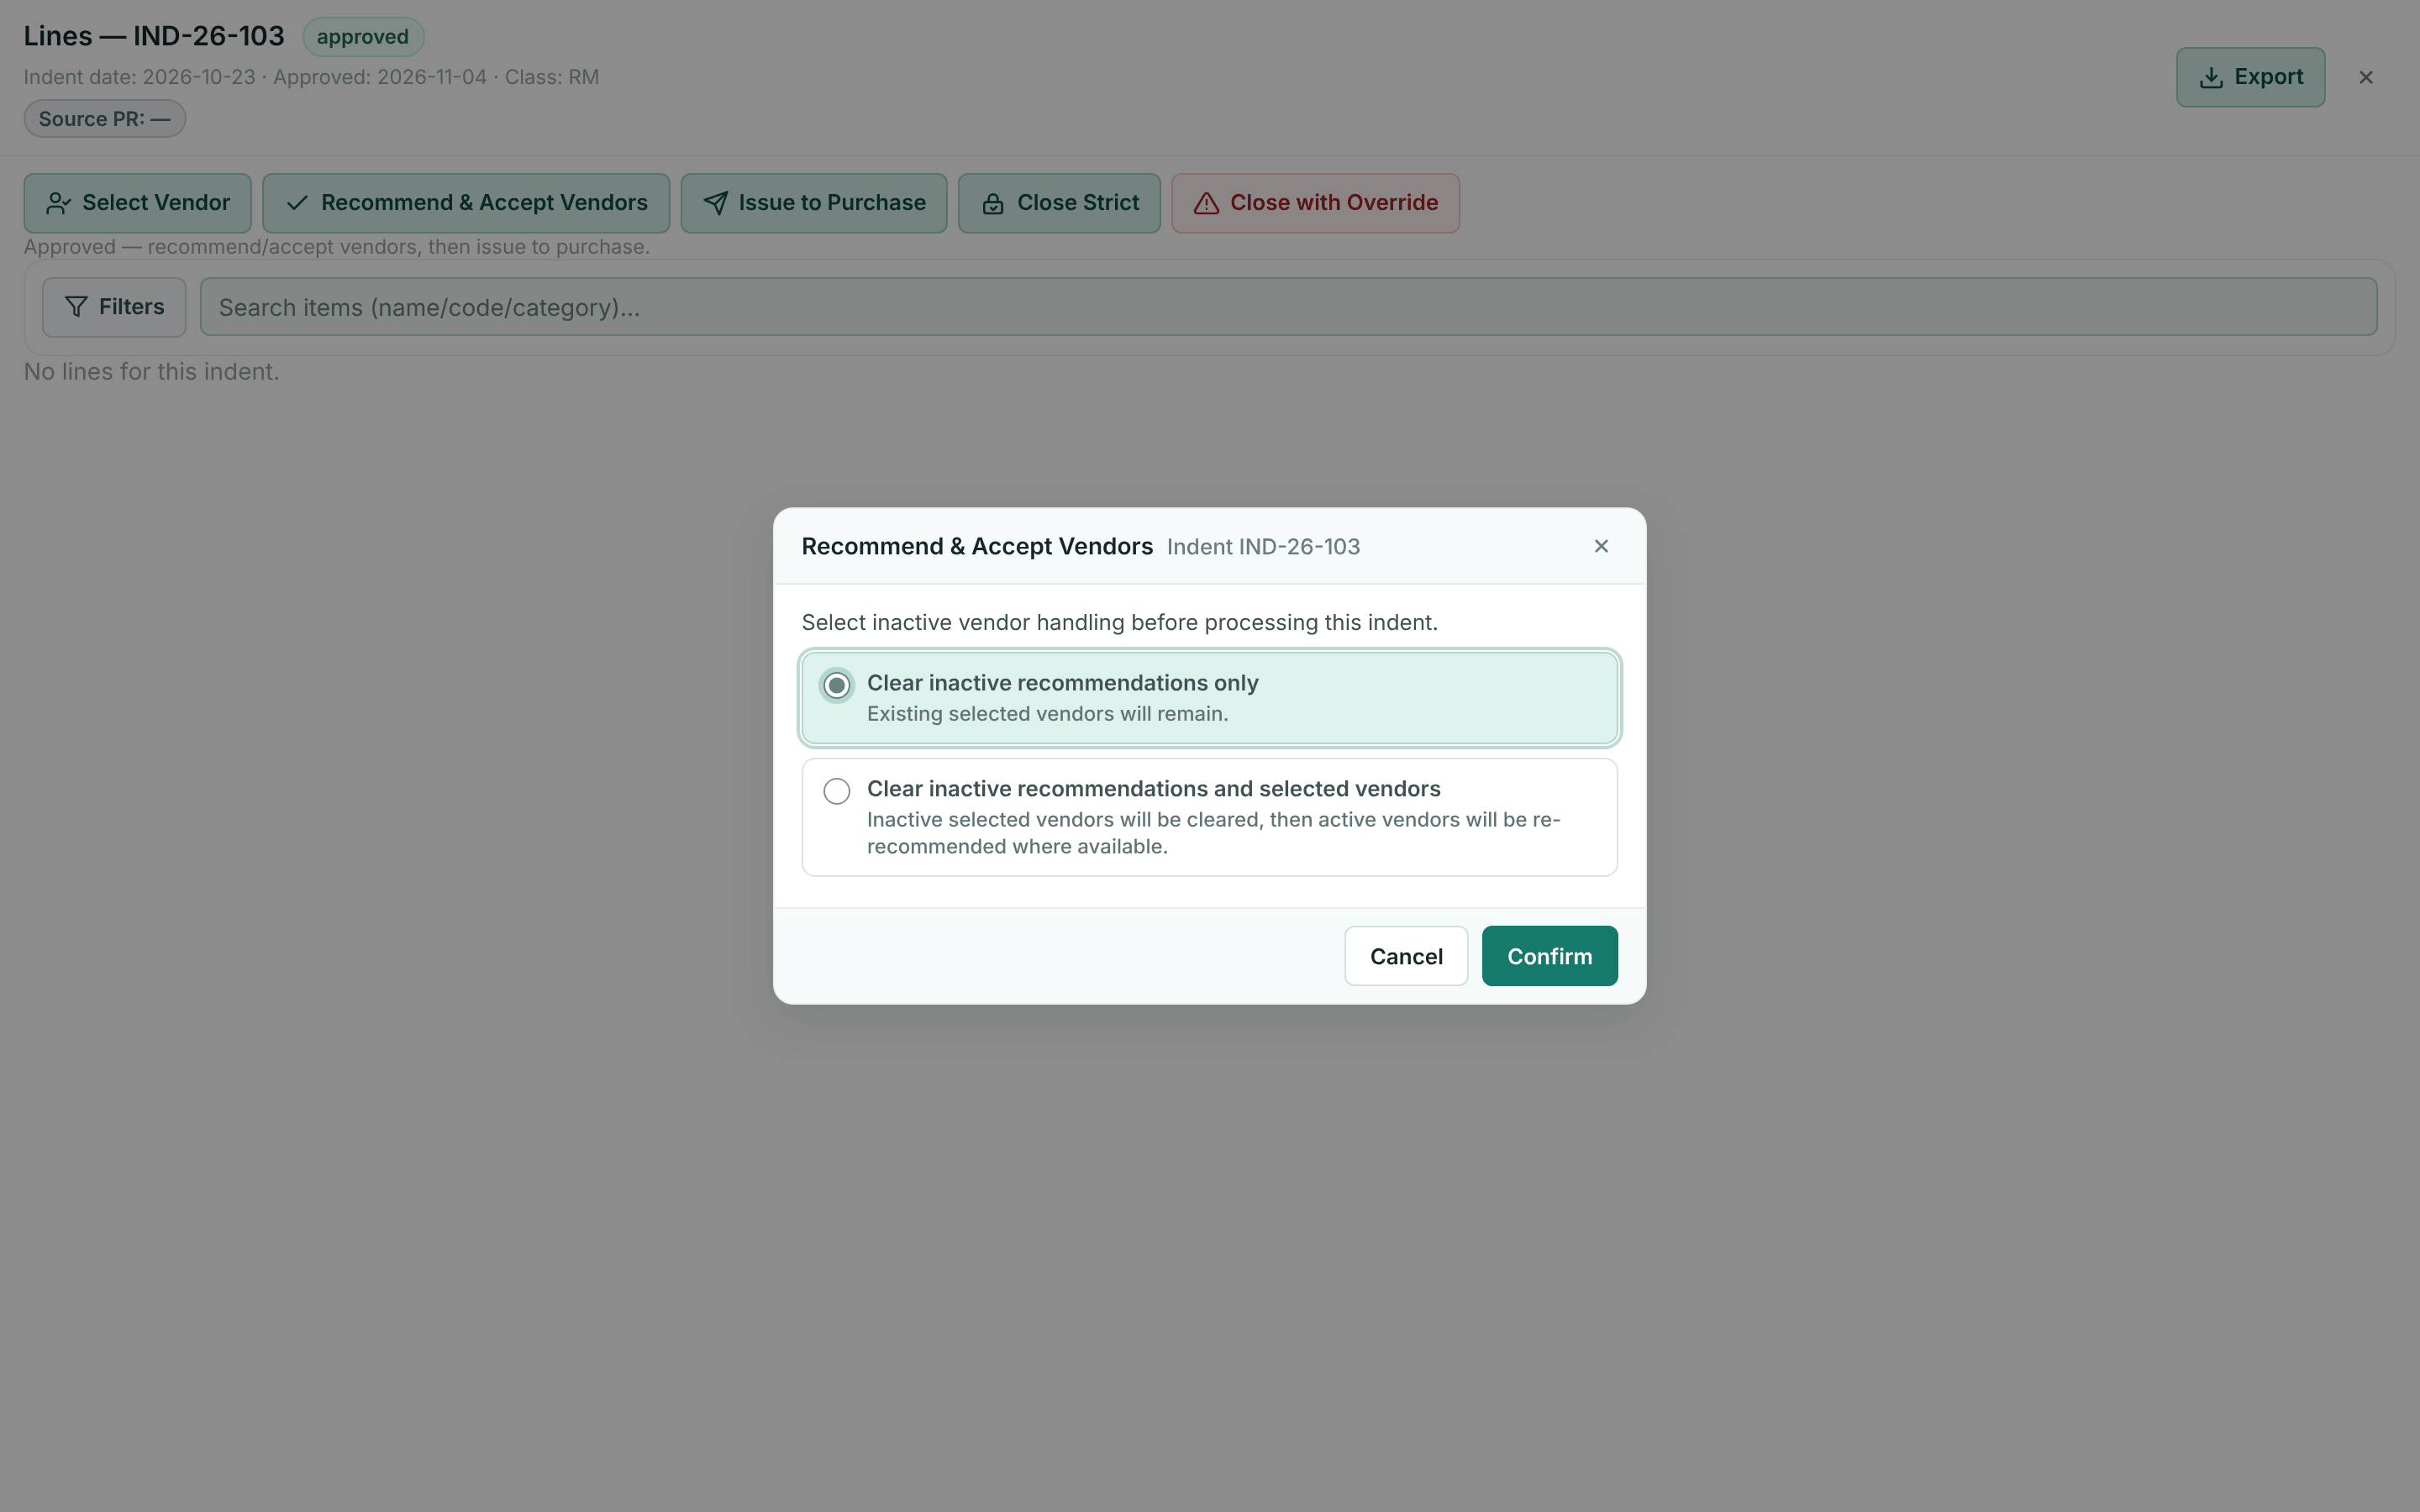 Lines — IND-26-103 approved
Indent date: 2026-10-23 · Approved: 2026-11-04 · Class: RM
Source PR: —
Export
Select Vendor
Recommend & Accept Vendors
Issue to Purchase
Close Strict
Close with Override
Approved — recommend/accept vendors, then issue to purchase.
Filters
Search items (name/code/category)...
No lines for this indent.
Recommend & Accept Vendors Indent IND-26-103
Select inactive vendor handling before processing this indent.
Clear inactive recommendations only
Existing selected vendors will remain.
Clear inactive recommendations and selected vendors
Inactive selected vendors will be cleared, then active vendors will be re-
recommended where available.
Cancel
Confirm